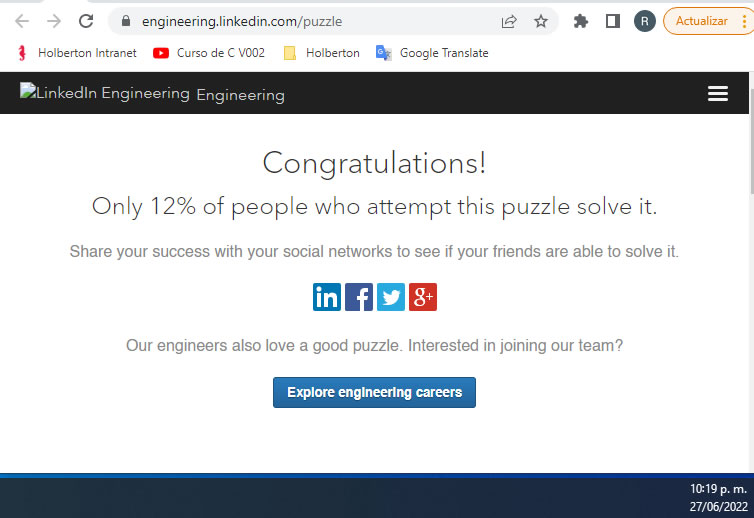 engineering.linkedin.com/puzzle
R
Actualizar
Holberton Intranet
Curso de C V002
Holberton
Google Translate
LinkedIn Engineering Engineering
Congratulations!
Only 12% of people who attempt this puzzle solve it.
Share your success with your social networks to see if your friends are able to solve it.
in f g+
Our engineers also love a good puzzle. Interested in joining our team?
Explore engineering careers
10:19 p. m.
27/06/2022